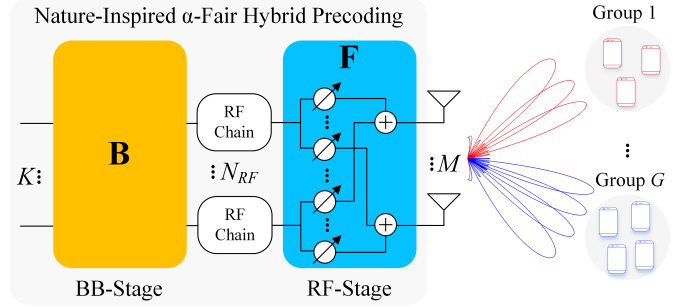 Nature-Inspired α-Fair Hybrid Precoding
Group 1
F
B
RF
Chain
K
N_RF
M
RF
Chain
Group G
BB-Stage
RF-Stage